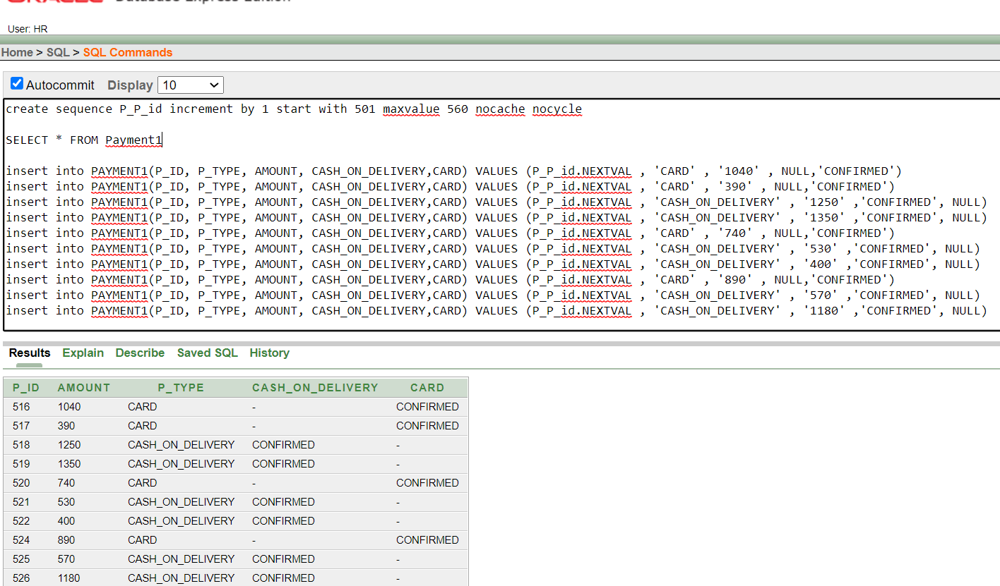 ORACLE Database Express Edition
User: HR
Home > SQL > SQL Commands
Autocommit Display 10
create sequence P_P_id increment by 1 start with 501 maxvalue 560 nocache nocycle
SELECT * FROM Payment1
insert into PAYMENT1(P_ID, P_TYPE, AMOUNT, CASH_ON_DELIVERY,CARD) VALUES (P_P_id.NEXTVAL , 'CARD' , '1040' , NULL,'CONFIRMED')
insert into PAYMENT1(P_ID, P_TYPE, AMOUNT, CASH_ON_DELIVERY,CARD) VALUES (P_P_id.NEXTVAL , 'CARD' , '390' , NULL,'CONFIRMED')
insert into PAYMENT1(P_ID, P_TYPE, AMOUNT, CASH_ON_DELIVERY,CARD) VALUES (P_P_id.NEXTVAL , 'CASH_ON_DELIVERY' , '1250' ,'CONFIRMED', NULL)
insert into PAYMENT1(P_ID, P_TYPE, AMOUNT, CASH_ON_DELIVERY,CARD) VALUES (P_P_id.NEXTVAL , 'CASH_ON_DELIVERY' , '1350' ,'CONFIRMED', NULL)
insert into PAYMENT1(P_ID, P_TYPE, AMOUNT, CASH_ON_DELIVERY,CARD) VALUES (P_P_id.NEXTVAL , 'CARD' , '740' , NULL,'CONFIRMED')
insert into PAYMENT1(P_ID, P_TYPE, AMOUNT, CASH_ON_DELIVERY,CARD) VALUES (P_P_id.NEXTVAL , 'CASH_ON_DELIVERY' , '530' ,'CONFIRMED', NULL)
insert into PAYMENT1(P_ID, P_TYPE, AMOUNT, CASH_ON_DELIVERY,CARD) VALUES (P_P_id.NEXTVAL , 'CASH_ON_DELIVERY' , '400' ,'CONFIRMED', NULL)
insert into PAYMENT1(P_ID, P_TYPE, AMOUNT, CASH_ON_DELIVERY,CARD) VALUES (P_P_id.NEXTVAL , 'CARD' , '890' , NULL,'CONFIRMED')
insert into PAYMENT1(P_ID, P_TYPE, AMOUNT, CASH_ON_DELIVERY,CARD) VALUES (P_P_id.NEXTVAL , 'CASH_ON_DELIVERY' , '570' ,'CONFIRMED', NULL)
insert into PAYMENT1(P_ID, P_TYPE, AMOUNT, CASH_ON_DELIVERY,CARD) VALUES (P_P_id.NEXTVAL , 'CASH_ON_DELIVERY' , '1180' ,'CONFIRMED', NULL)
Results Explain Describe Saved SQL History
P_ID AMOUNT P_TYPE CASH_ON_DELIVERY CARD
516 1040 CARD - CONFIRMED
517 390 CARD - CONFIRMED
518 1250 CASH_ON_DELIVERY CONFIRMED -
519 1350 CASH_ON_DELIVERY CONFIRMED -
520 740 CARD - CONFIRMED
521 530 CASH_ON_DELIVERY CONFIRMED -
522 400 CASH_ON_DELIVERY CONFIRMED -
524 890 CARD - CONFIRMED
525 570 CASH_ON_DELIVERY CONFIRMED -
526 1180 CASH_ON_DELIVERY CONFIRMED -